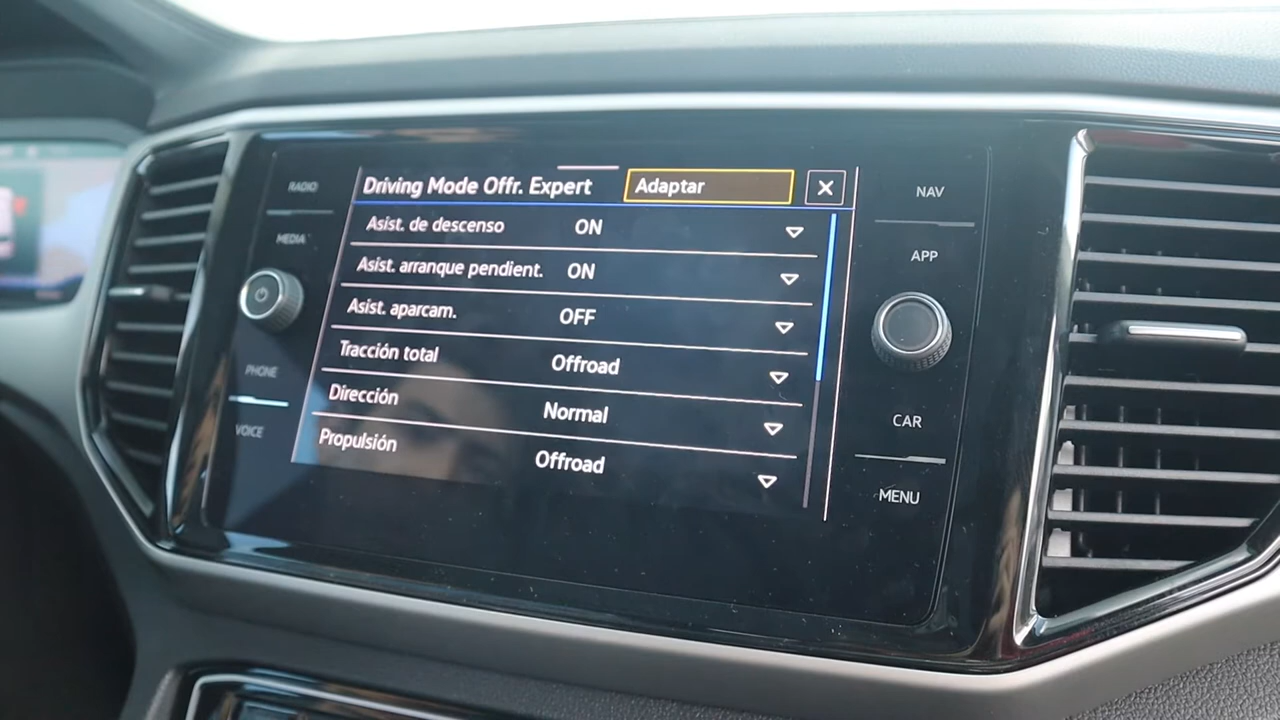 RADIO
MEDIA
PHONE
VOICE
Driving Mode Offr. Expert Adaptar
Asist. de descenso ON
Asist. arranque pendient. ON
Asist. aparcam. OFF
Tracción total Offroad
Dirección Normal
Propulsión Offroad
NAV
APP
CAR
MENU